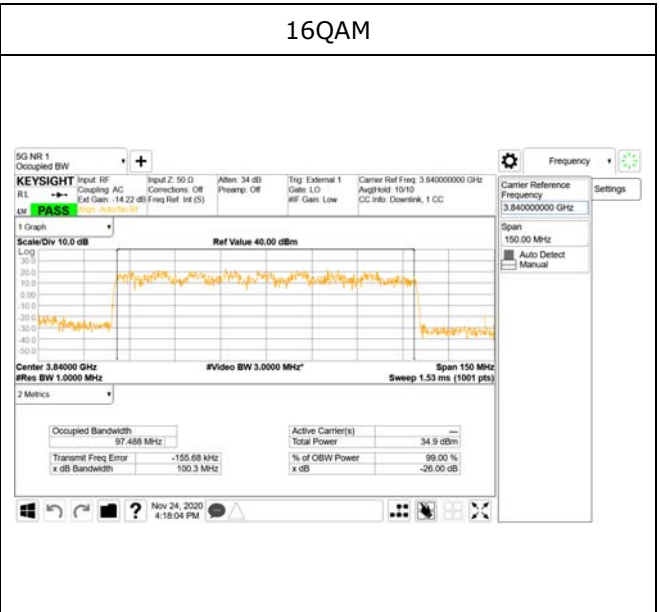 16QAM
5G NR 1
Occupied BW
+
Frequency
KEYSIGHT
RL
PASS
Input: RF
Coupling: AC
Ext Gain: -14.22 dB
Align: Auto/No RF
Input Z: 50 Ω
Corrections: Off
Freq Ref: Int (S)
Atten: 34 dB
Preamp: Off
Trig: External 1
Gate: LO
#IF Gain: Low
Carrier Ref Freq: 3.840000000 GHz
Avg|Hold: 10/10
CC Info: Downlink, 1 CC
Carrier Reference
Frequency
3.840000000 GHz
Settings
Span
150.00 MHz
Auto Detect
Manual
1 Graph
Scale/Div 10.0 dB
Ref Value 40.00 dBm
Log
30.0
20.0
10.0
0.00
-10.0
-20.0
-30.0
-40.0
-50.0
Center 3.84000 GHz
#Video BW 3.0000 MHz*
Span 150 MHz
#Res BW 1.0000 MHz
Sweep 1.53 ms (1001 pts)
2 Metrics
Occupied Bandwidth
97.488 MHz
Transmit Freq Error
-155.68 kHz
x dB Bandwidth
100.3 MHz
Active Carrier(s)
---
Total Power
34.9 dBm
% of OBW Power
99.00 %
x dB
-26.00 dB
?
Nov 24, 2020
4:18:04 PM